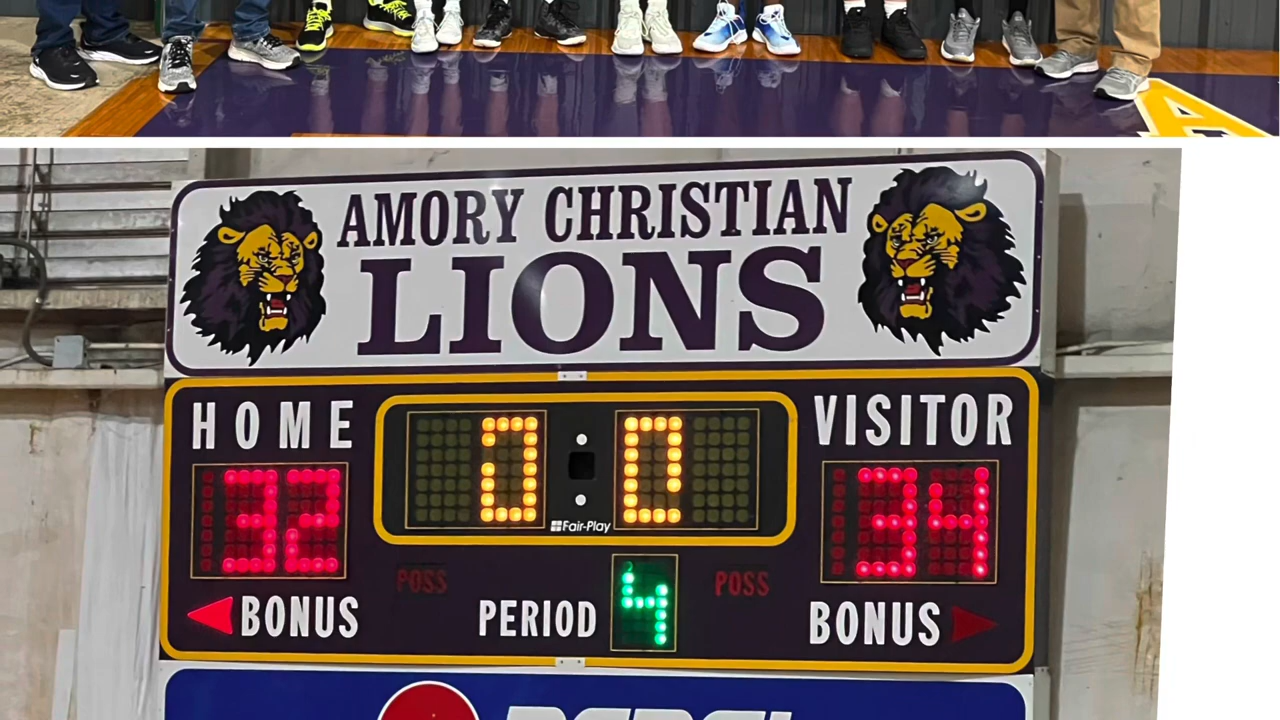 A
AMORY CHRISTIAN
LIONS
HOME
0:0
VISITOR
32
34
Fair-Play
POSS
POSS
BONUS
PERIOD 4
BONUS